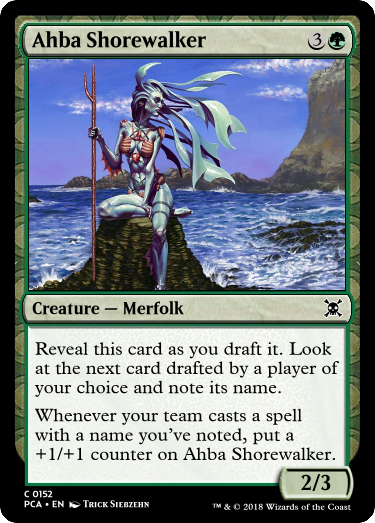 Ahba Shorewalker 3
Creature — Merfolk
Reveal this card as you draft it. Look
at the next card drafted by a player of
your choice and note its name.
Whenever your team casts a spell
with a name you've noted, put a
+1/+1 counter on Ahba Shorewalker.
2/3
C 0152
PCA • EN Trick Siebzehn
™ & © 2018 Wizards of the Coast